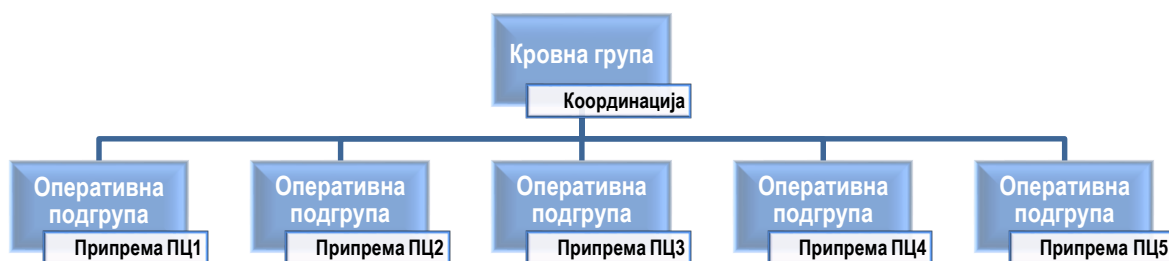 Кровна група
Координација
Оперативна
подгрупа
Припрема ПЦ1
Оперативна
подгрупа
Припрема ПЦ2
Оперативна
подгрупа
Припрема ПЦ3
Оперативна
подгрупа
Припрема ПЦ4
Оперативна
подгрупа
Припрема ПЦ5